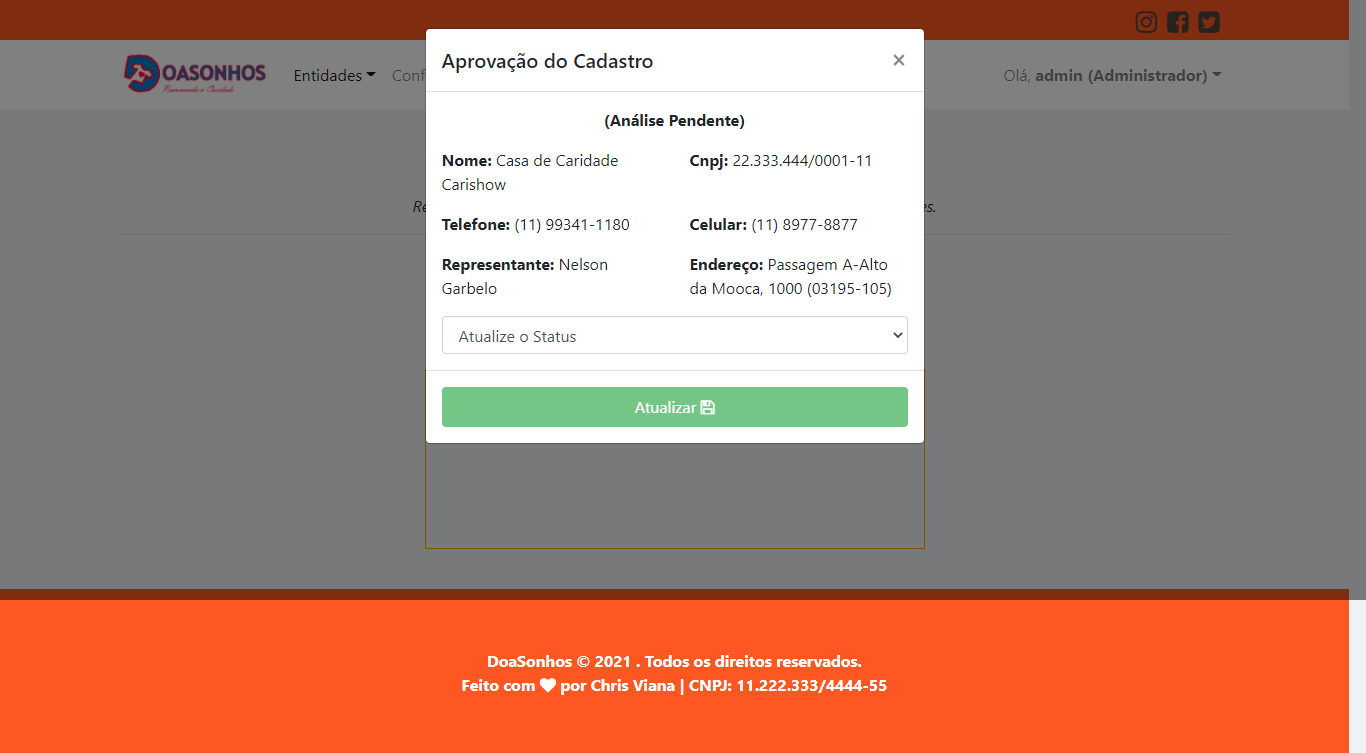 Aprovação do Cadastro ×
OASONHOS Entidades Conf Olá, admin (Administrador)
(Análise Pendente)
Nome: Casa de Caridade Carishow
Cnpj: 22.333.444/0001-11
es.
Telefone: (11) 99341-1180
Celular: (11) 8977-8877
Representante: Nelson
Garbelo
Endereço: Passagem A-Alto
da Mooca, 1000 (03195-105)
Atualize o Status
Atualizar
DoaSonhos © 2021 . Todos os direitos reservados.
Feito com ❤ por Chris Viana | CNPJ: 11.222.333/4444-55